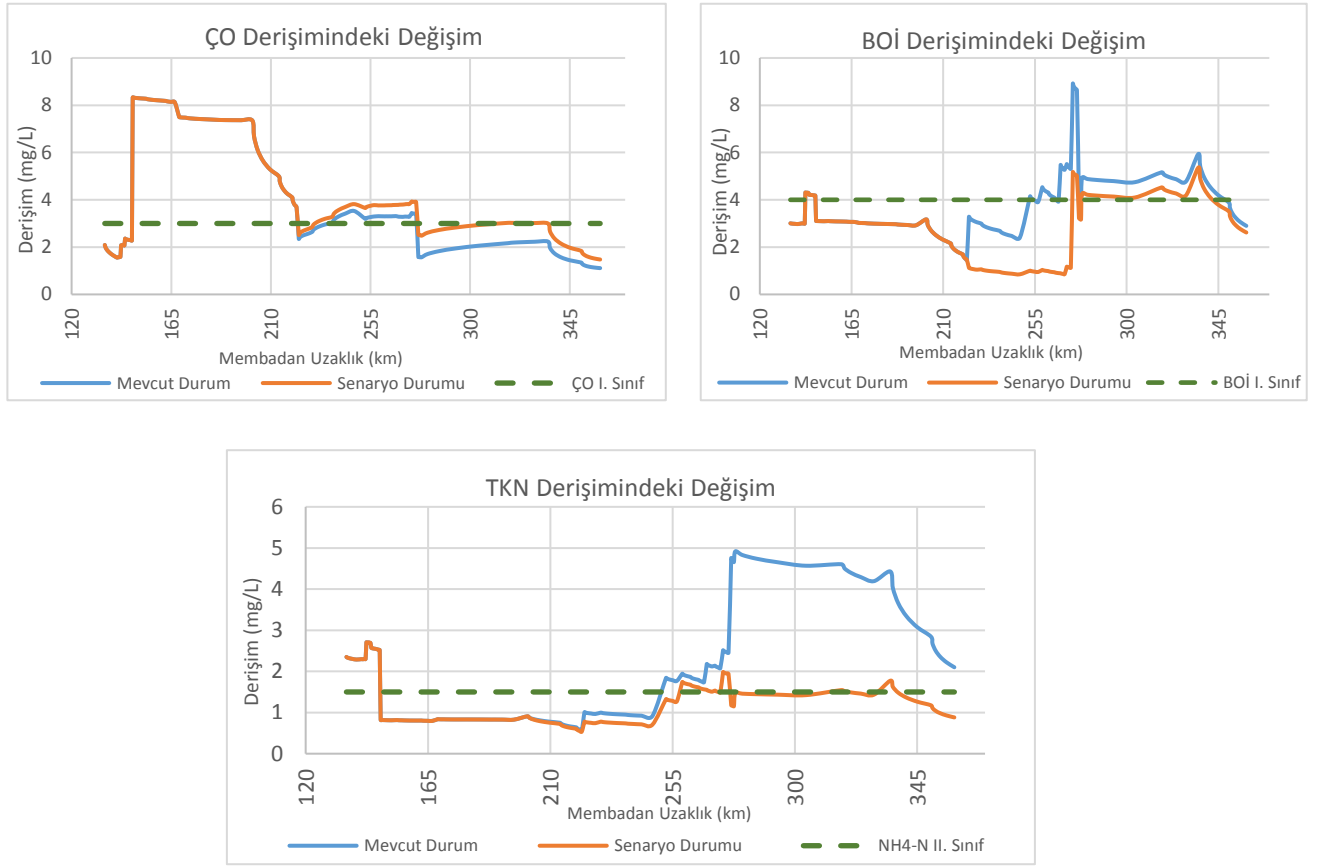 ÇO Derişimindeki Değişim
10
8
6
4
2
0
Derişim (mg/L)
120
165
210
255
300
345
Membadan Uzaklık (km)
Mevcut Durum
Senaryo Durumu
ÇO I. Sınıf
BOİ Derişimindeki Değişim
10
8
6
4
2
0
Derişim (mg/L)
120
165
210
255
300
345
Membadan Uzaklık (km)
Mevcut Durum
Senaryo Durumu
BOİ I. Sınıf
TKN Derişimindeki Değişim
6
5
4
3
2
1
0
Derişim (mg/L)
120
165
210
255
300
345
Membadan Uzaklık (km)
Mevcut Durum
Senaryo Durumu
NH4-N II. Sınıf